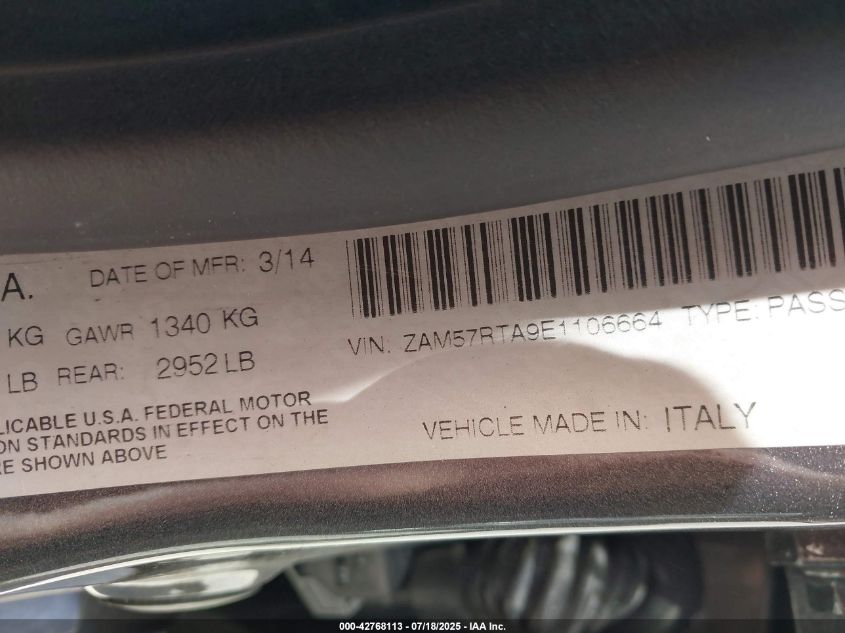 A. DATE OF MFR: 3/14
KG GAWR 1340 KG
LB REAR: 2952 LB
LICABLE U.S.A. FEDERAL MOTOR
ON STANDARDS IN EFFECT ON THE
RE SHOWN ABOVE
VIN: ZAM57RTA9E1106664 TYPE: PASS
VEHICLE MADE IN: ITALY
000-42768113 - 07/18/2025 - IAA Inc.